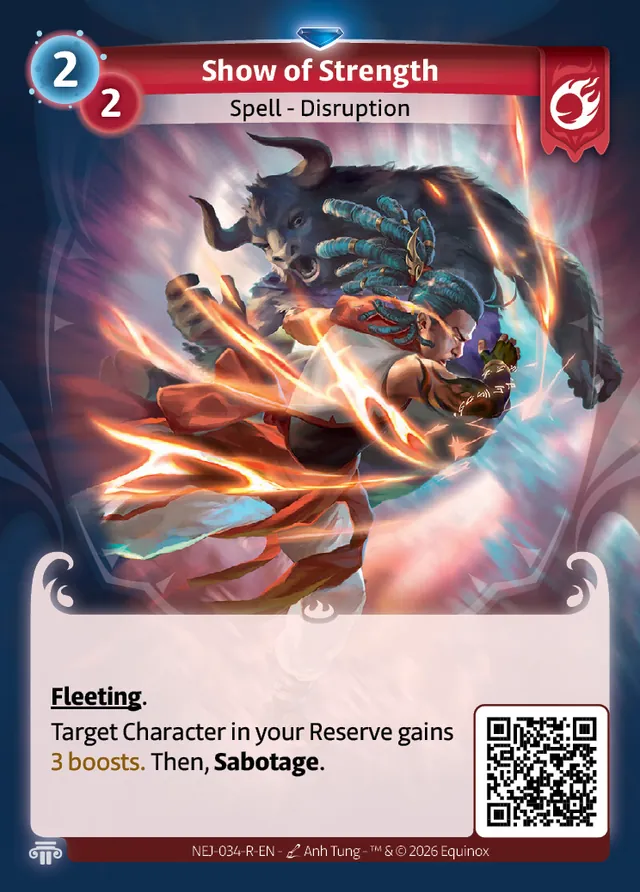 2
Show of Strength
2
Spell - Disruption
Fleeting.
Target Character in your Reserve gains
3 boosts. Then, Sabotage.
NEJ-034-R-EN - Anh Tung - ™ & © 2026 Equinox